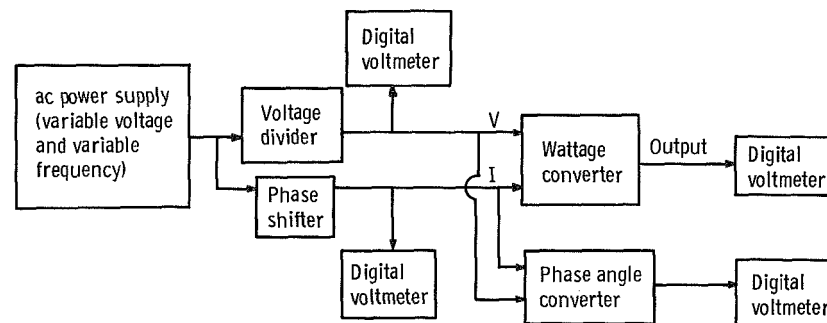 Digital
voltmeter
ac power supply
(variable voltage
and variable
frequency)
Voltage
divider
V
Wattage
converter
Output
Digital
voltmeter
Phase
shifter
I
Digital
voltmeter
Phase angle
converter
Digital
voltmeter